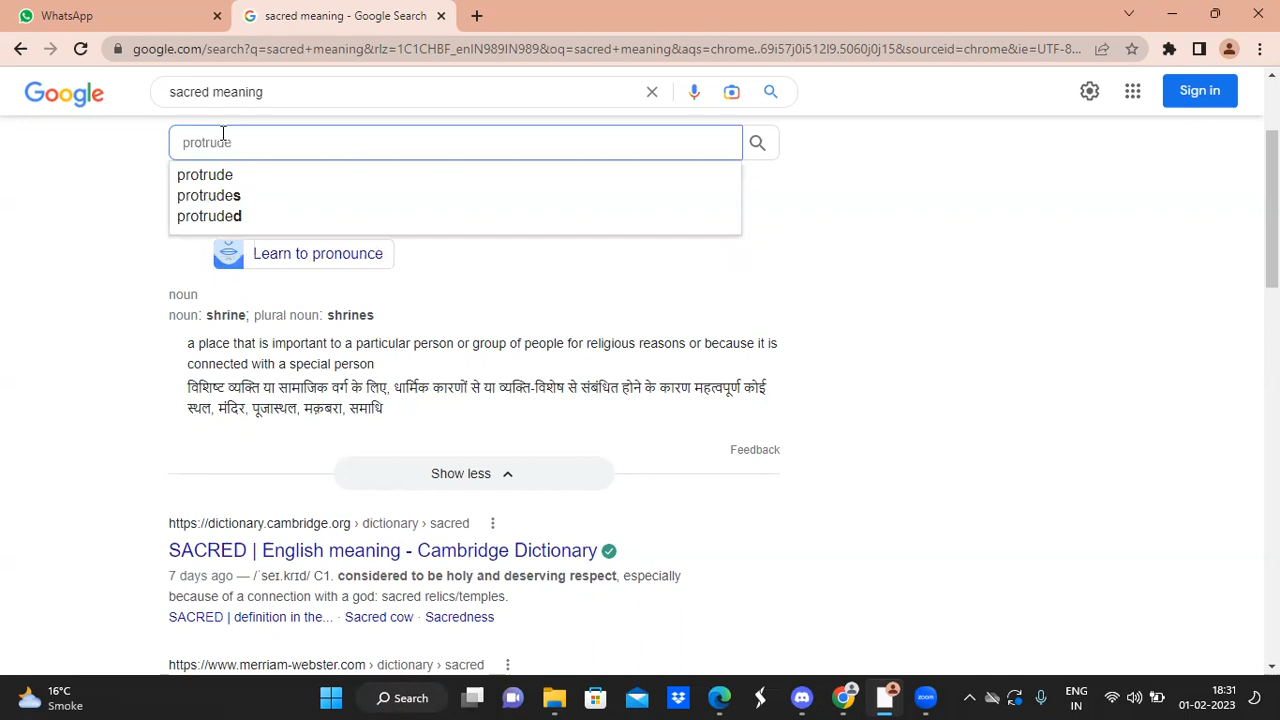 WhatsApp
sacred meaning - Google Search
google.com/search?q=sacred+meaning&rlz=1C1CHBF_enIN989IN989&oq=sacred+meaning&aqs=chrome..69i57j0i512l9.5060j0j15&sourceid=chrome&ie=UTF-8...
Google
sacred meaning
Sign in
protrude
protrude
protrudes
protruded
Learn to pronounce
noun
noun: shrine; plural noun: shrines
a place that is important to a particular person or group of people for religious reasons or because it is
connected with a special person
विशिष्ट व्यक्ति या सामाजिक वर्ग के लिए, धार्मिक कारणों से या व्यक्ति-विशेष से संबंधित होने के कारण महत्वपूर्ण कोई
स्थल, मंदिर, पूजास्थल, मक़बरा, समाधि
Feedback
Show less
https://dictionary.cambridge.org › dictionary › sacred
SACRED | English meaning - Cambridge Dictionary
7 days ago — /ˈseɪ.krɪd/ C1. considered to be holy and deserving respect, especially
because of a connection with a god: sacred relics/temples.
SACRED | definition in the... · Sacred cow · Sacredness
https://www.merriam-webster.com › dictionary › sacred
16°C
Smoke
Search
ENG
IN
18:31
01-02-2023